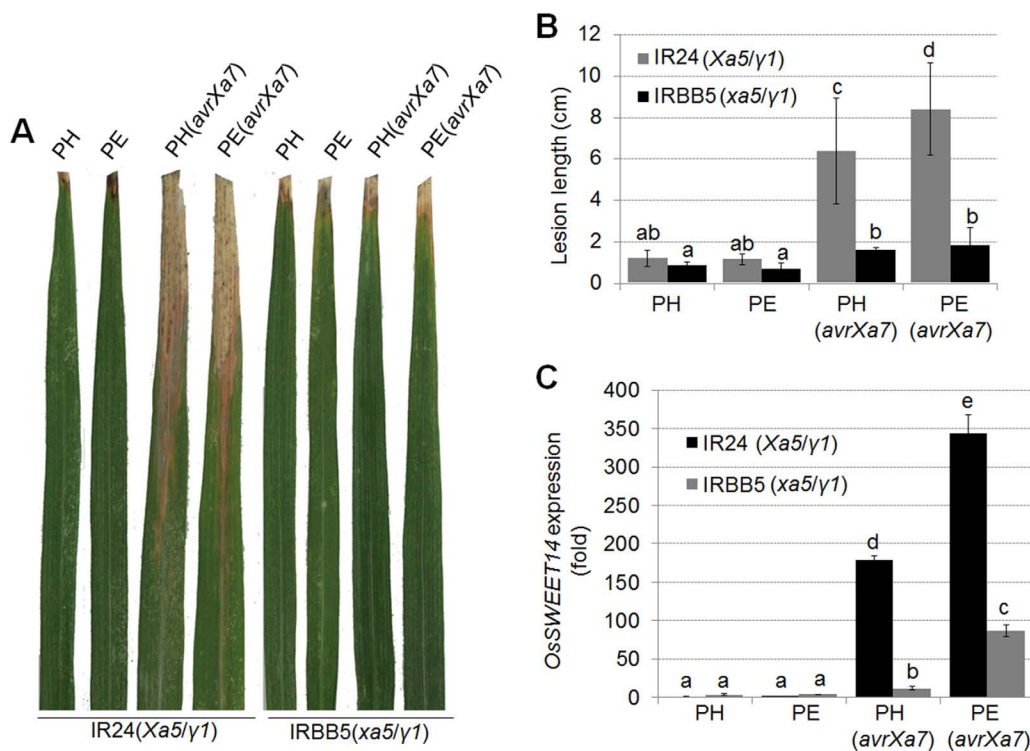 A
PH
PE
PH(avrXa7)
PE(avrXa7)
PH
PE
PH(avrXa7)
PE(avrXa7)
IR24(Xa5/γ1)
IRBB5(xa5/γ1)
B
Lesion length (cm)
12
10
8
6
4
2
0
IR24 (Xa5/γ1)
IRBB5 (xa5/γ1)
ab
a
ab
a
c
b
d
b
PH
PE
PH
(avrXa7)
PE
(avrXa7)
C
OsSWEET14 expression
(fold)
400
350
300
250
200
150
100
50
0
IR24 (Xa5/γ1)
IRBB5 (xa5/γ1)
a
a
a
a
d
b
e
c
PH
PE
PH
(avrXa7)
PE
(avrXa7)